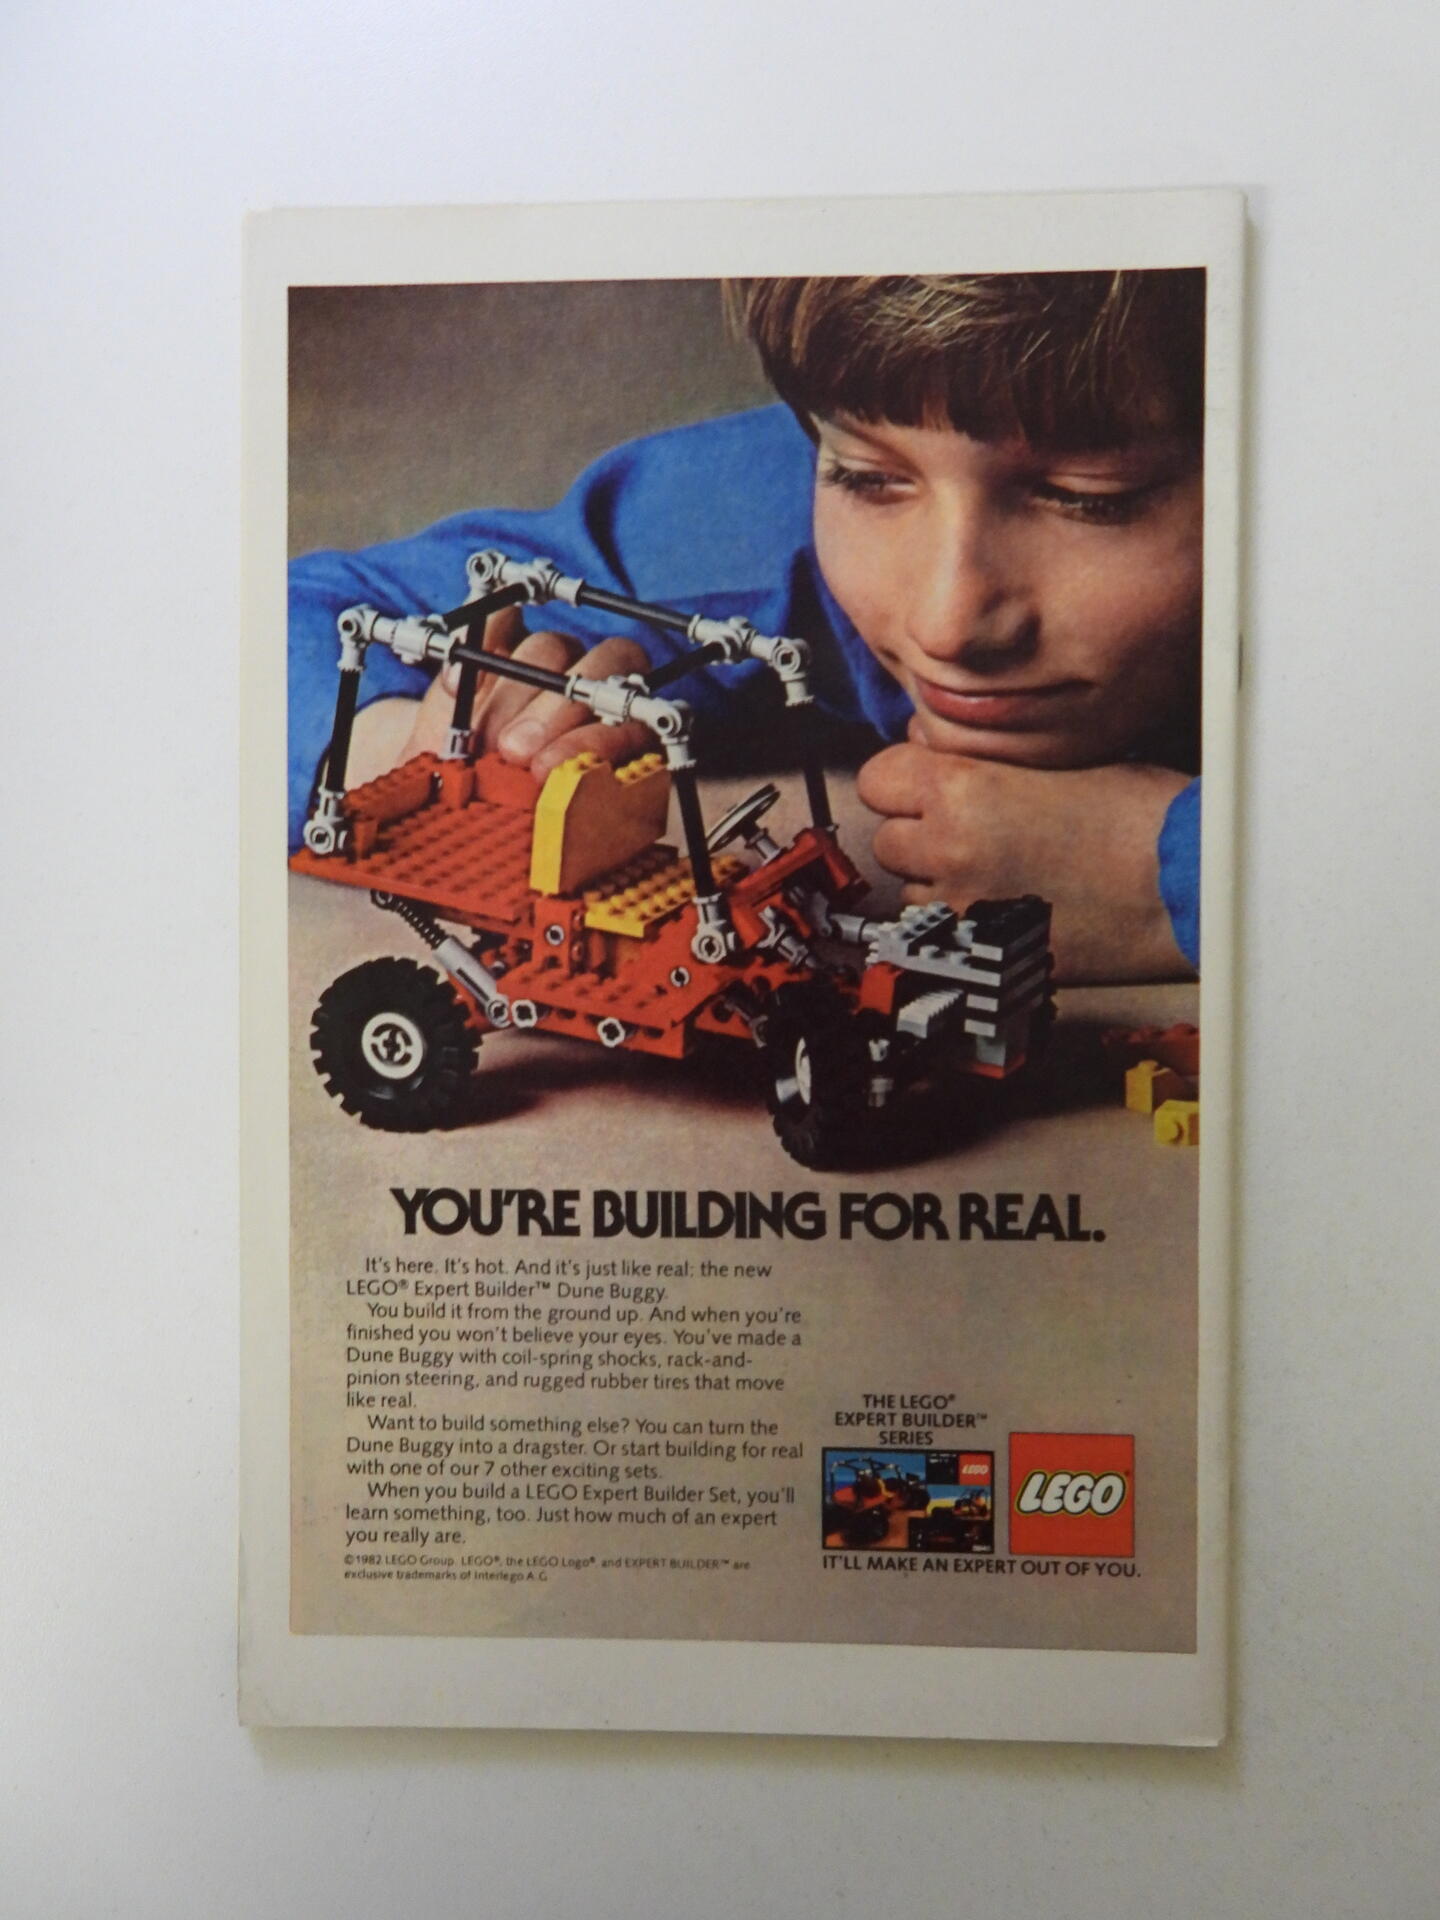 YOU'RE BUILDING FOR REAL.
It's here. It's hot. And it's just like real: the new
LEGO® Expert Builder™ Dune Buggy.
You build it from the ground up. And when you're
finished you won't believe your eyes. You've made a
Dune Buggy with coil-spring shocks, rack-and-
pinion steering, and rugged rubber tires that move
like real.
Want to build something else? You can turn the
Dune Buggy into a dragster. Or start building for real
with one of our 7 other exciting sets.
When you build a LEGO Expert Builder Set, you'll
learn something, too. Just how much of an expert
you really are.
©1982 LEGO Group. LEGO®, the LEGO Logo®, and EXPERT BUILDER™ are
exclusive trademarks of Interlego A.G
THE LEGO®
EXPERT BUILDER™
SERIES
LEGO
LEGO®
IT'LL MAKE AN EXPERT OUT OF YOU.